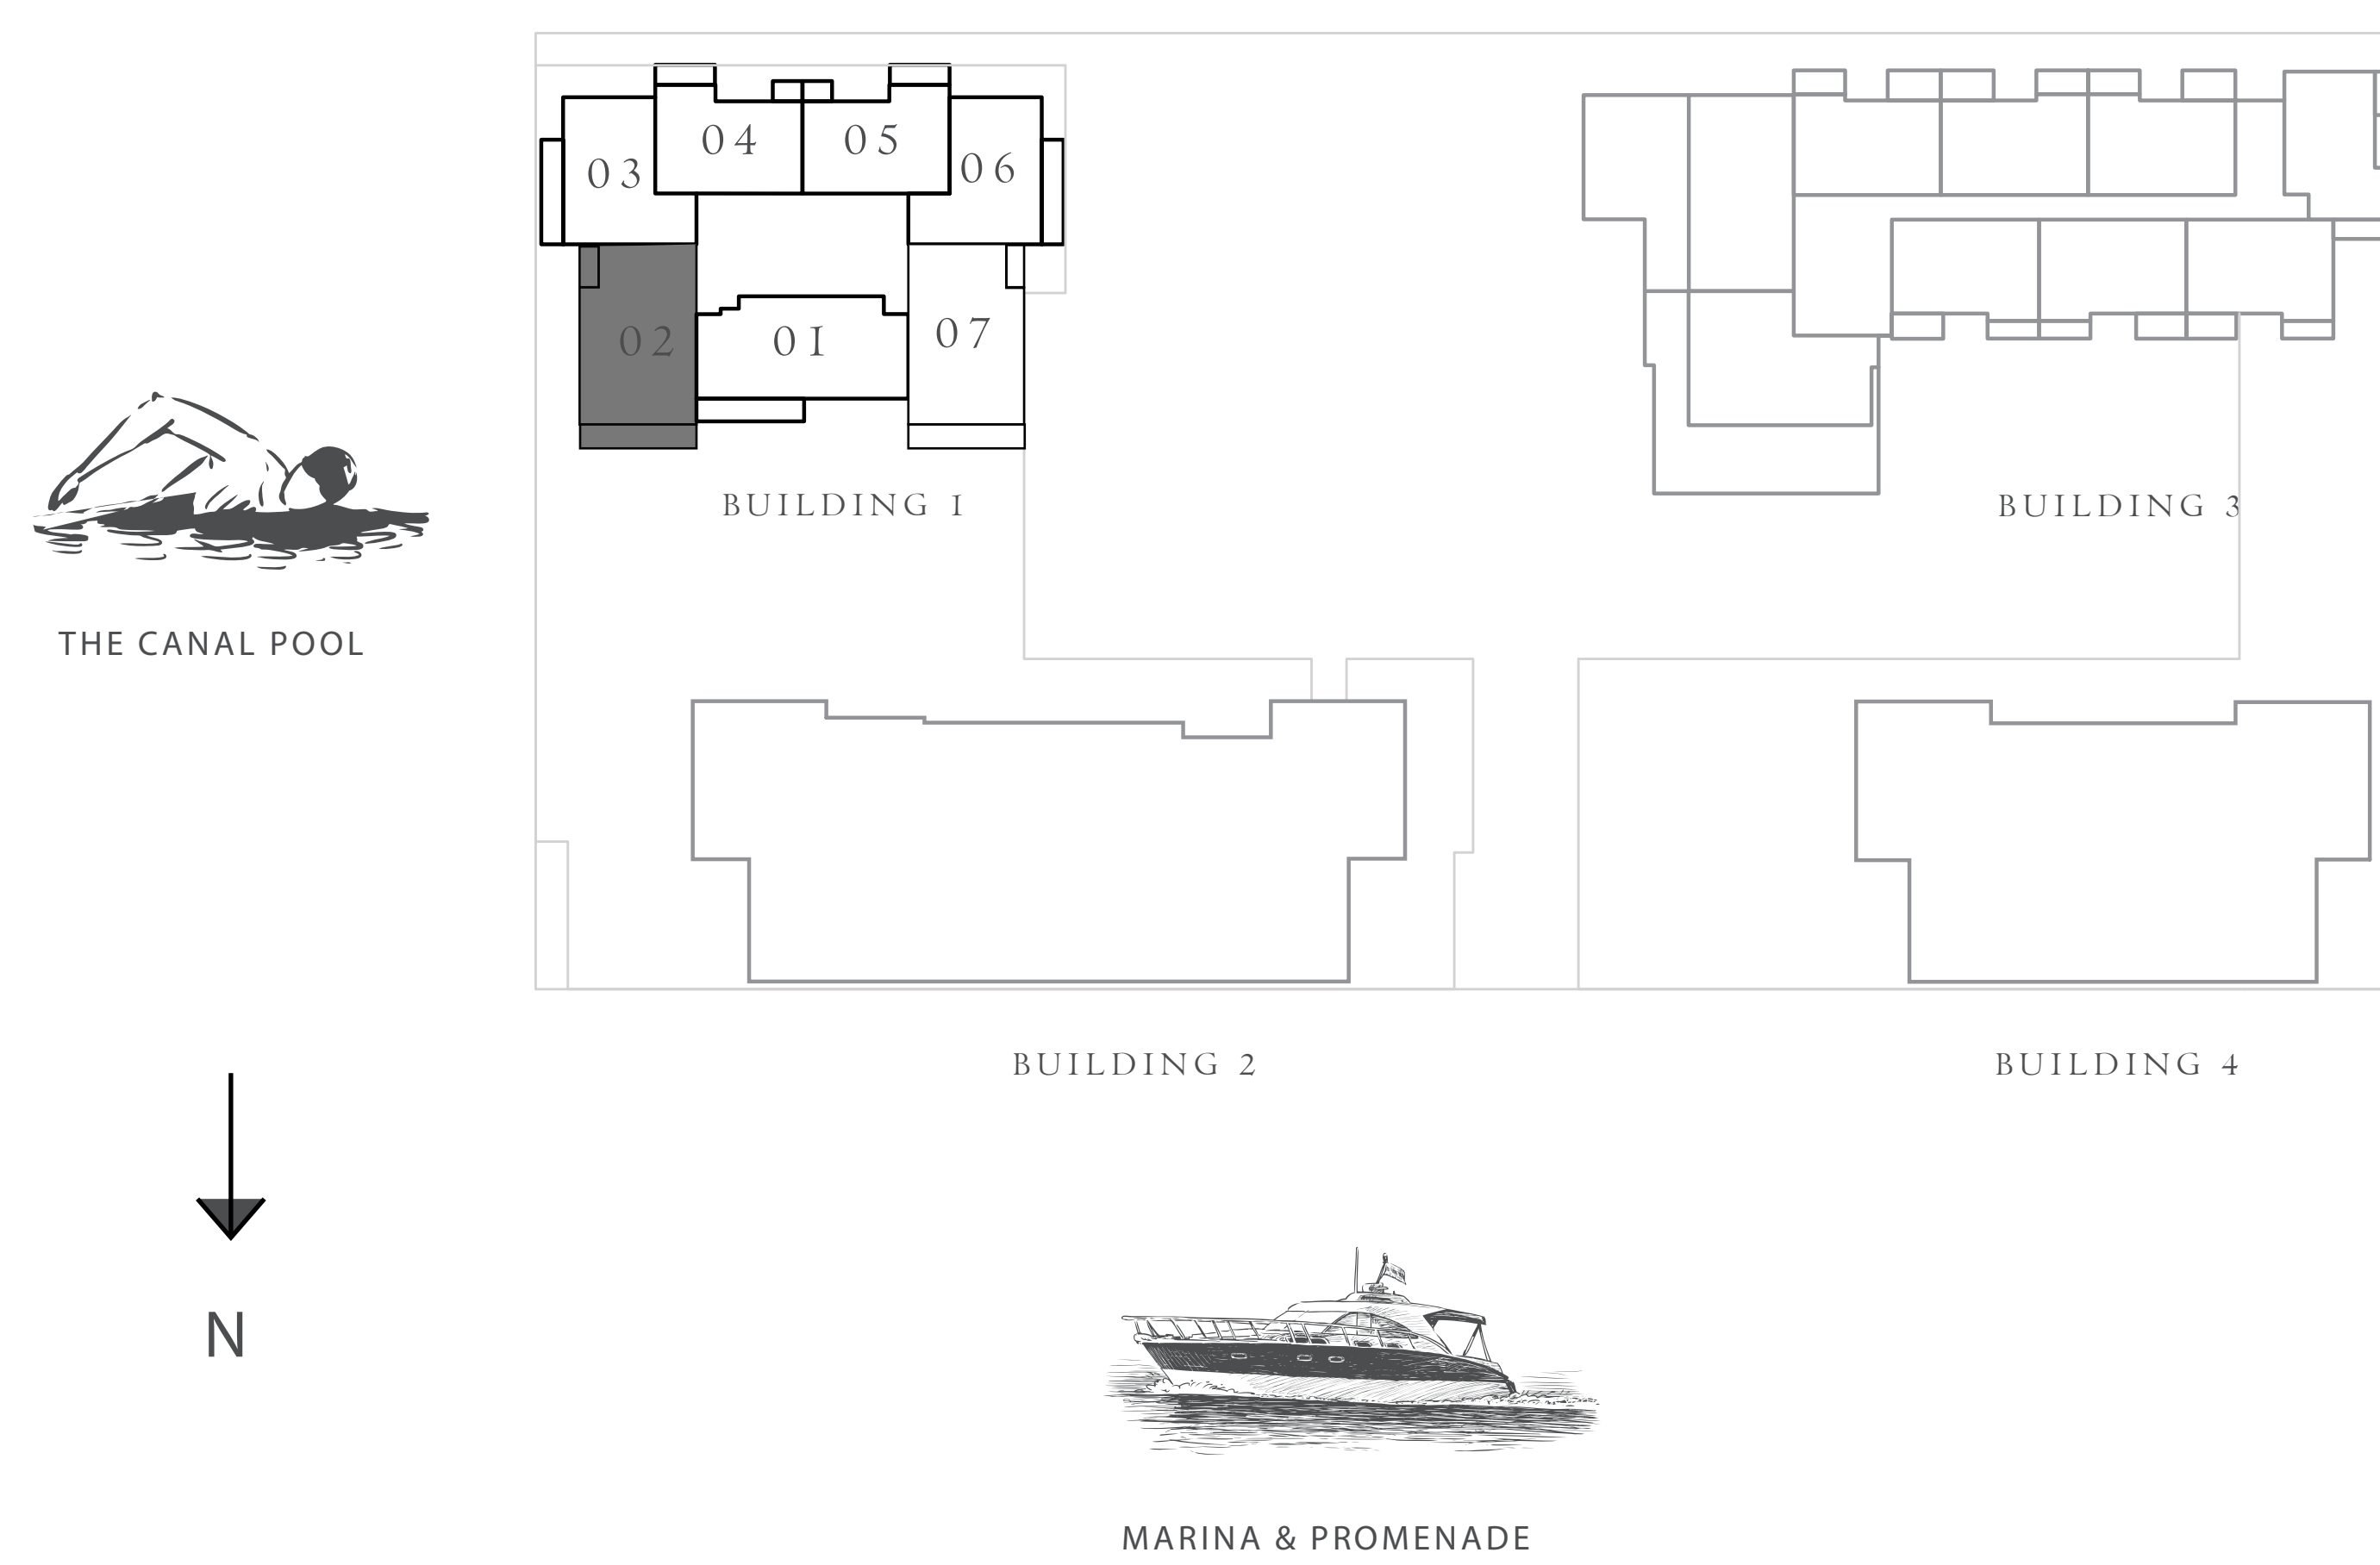 04
05
03
06
02
01
07
BUILDING 1
BUILDING 3
THE CANAL POOL
BUILDING 2
BUILDING 4
N
MARINA & PROMENADE